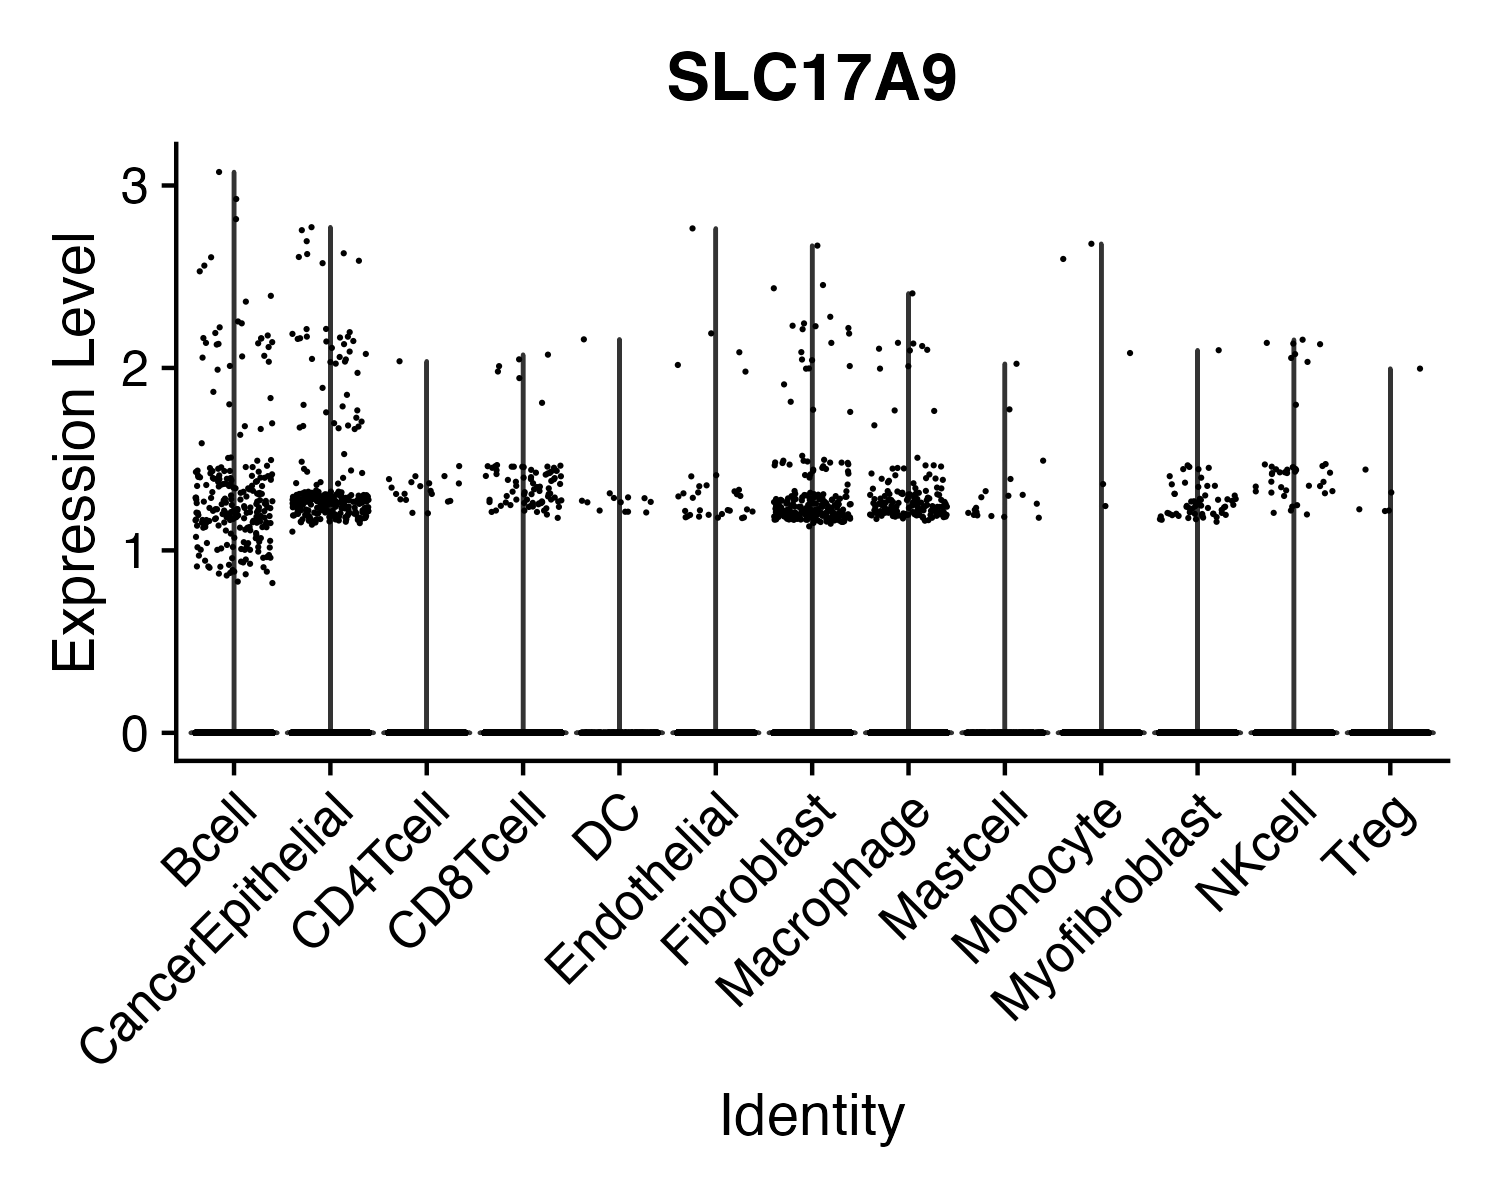 SLC17A9
Expression Level
3
2
1
0
Bcell
CancerEpithelial
CD4Tcell
CD8Tcell
DC
Endothelial
Fibroblast
Macrophage
Mastcell
Monocyte
Myofibroblast
NKcell
Treg
Identity